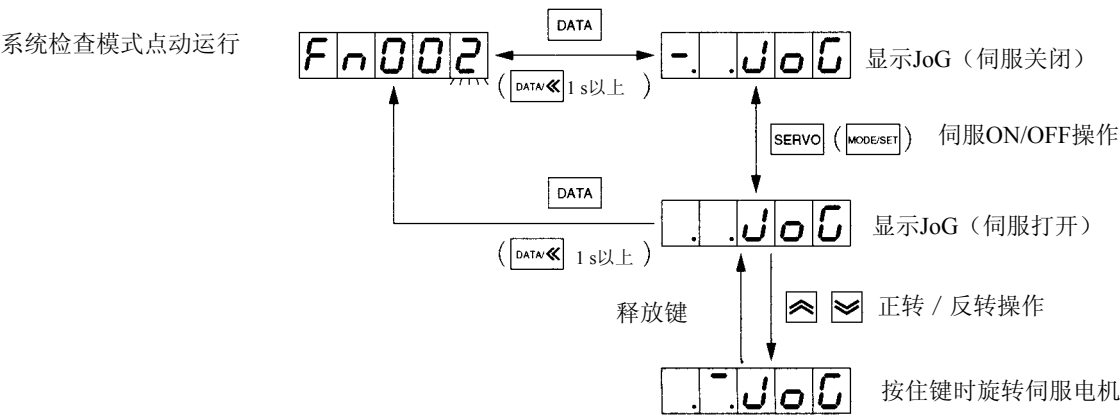 DATA
系统检查模式点动运行
Fn002
-. .JoG
显示JoG（伺服关闭）
（DATA/≪ 1 s以上 ）
SERVO（MODE/SET） 伺服ON/OFF操作
DATA
. .JoG
显示JoG（伺服打开）
（DATA/≪ 1 s以上 ）
释放键
正转 / 反转操作
. ‾.JoG
按住键时旋转伺服电机